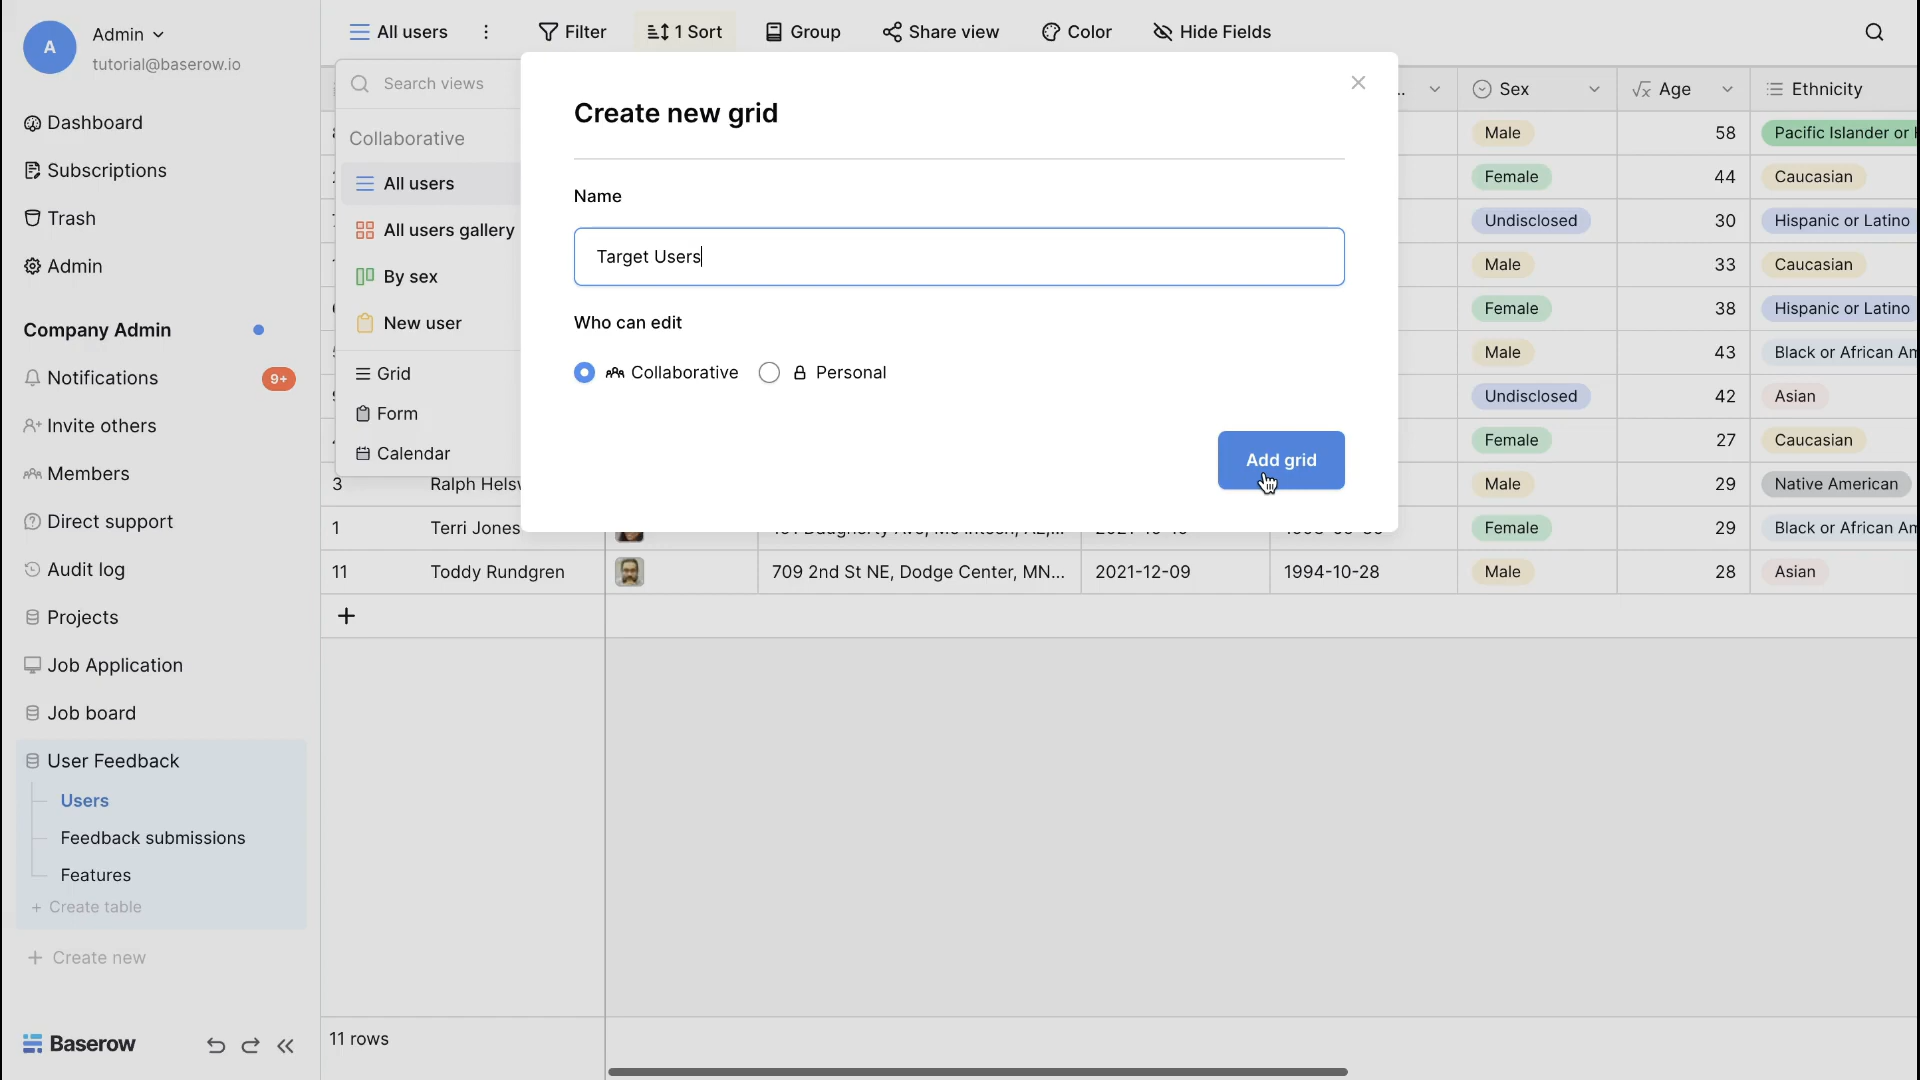 A
Admin
tutorial@baserow.io
Dashboard
Subscriptions
Trash
Admin
Company Admin
Notifications 9+
Invite others
Members
Direct support
Audit log
Projects
Job Application
Job board
User Feedback
Users
Feedback submissions
Features
+ Create table
+ Create new
Baserow
All users
Filter
1 Sort
Group
Share view
Color
Hide Fields
Search views
Collaborative
All users
All users gallery
By sex
New user
Grid
Form
Calendar
Create new grid
Name
Target Users
Who can edit
Collaborative
Personal
Add grid
Sex Age Ethnicity
Male 58 Pacific Islander or
Female 44 Caucasian
Undisclosed 30 Hispanic or Latino
Male 33 Caucasian
Female 38 Hispanic or Latino
Male 43 Black or African Am
Undisclosed 42 Asian
Female 27 Caucasian
3 Ralph Helsw Male 29 Native American
1 Terri Jones Female 29 Black or African Am
11 Toddy Rundgren 709 2nd St NE, Dodge Center, MN... 2021-12-09 1994-10-28 Male 28 Asian
+
11 rows